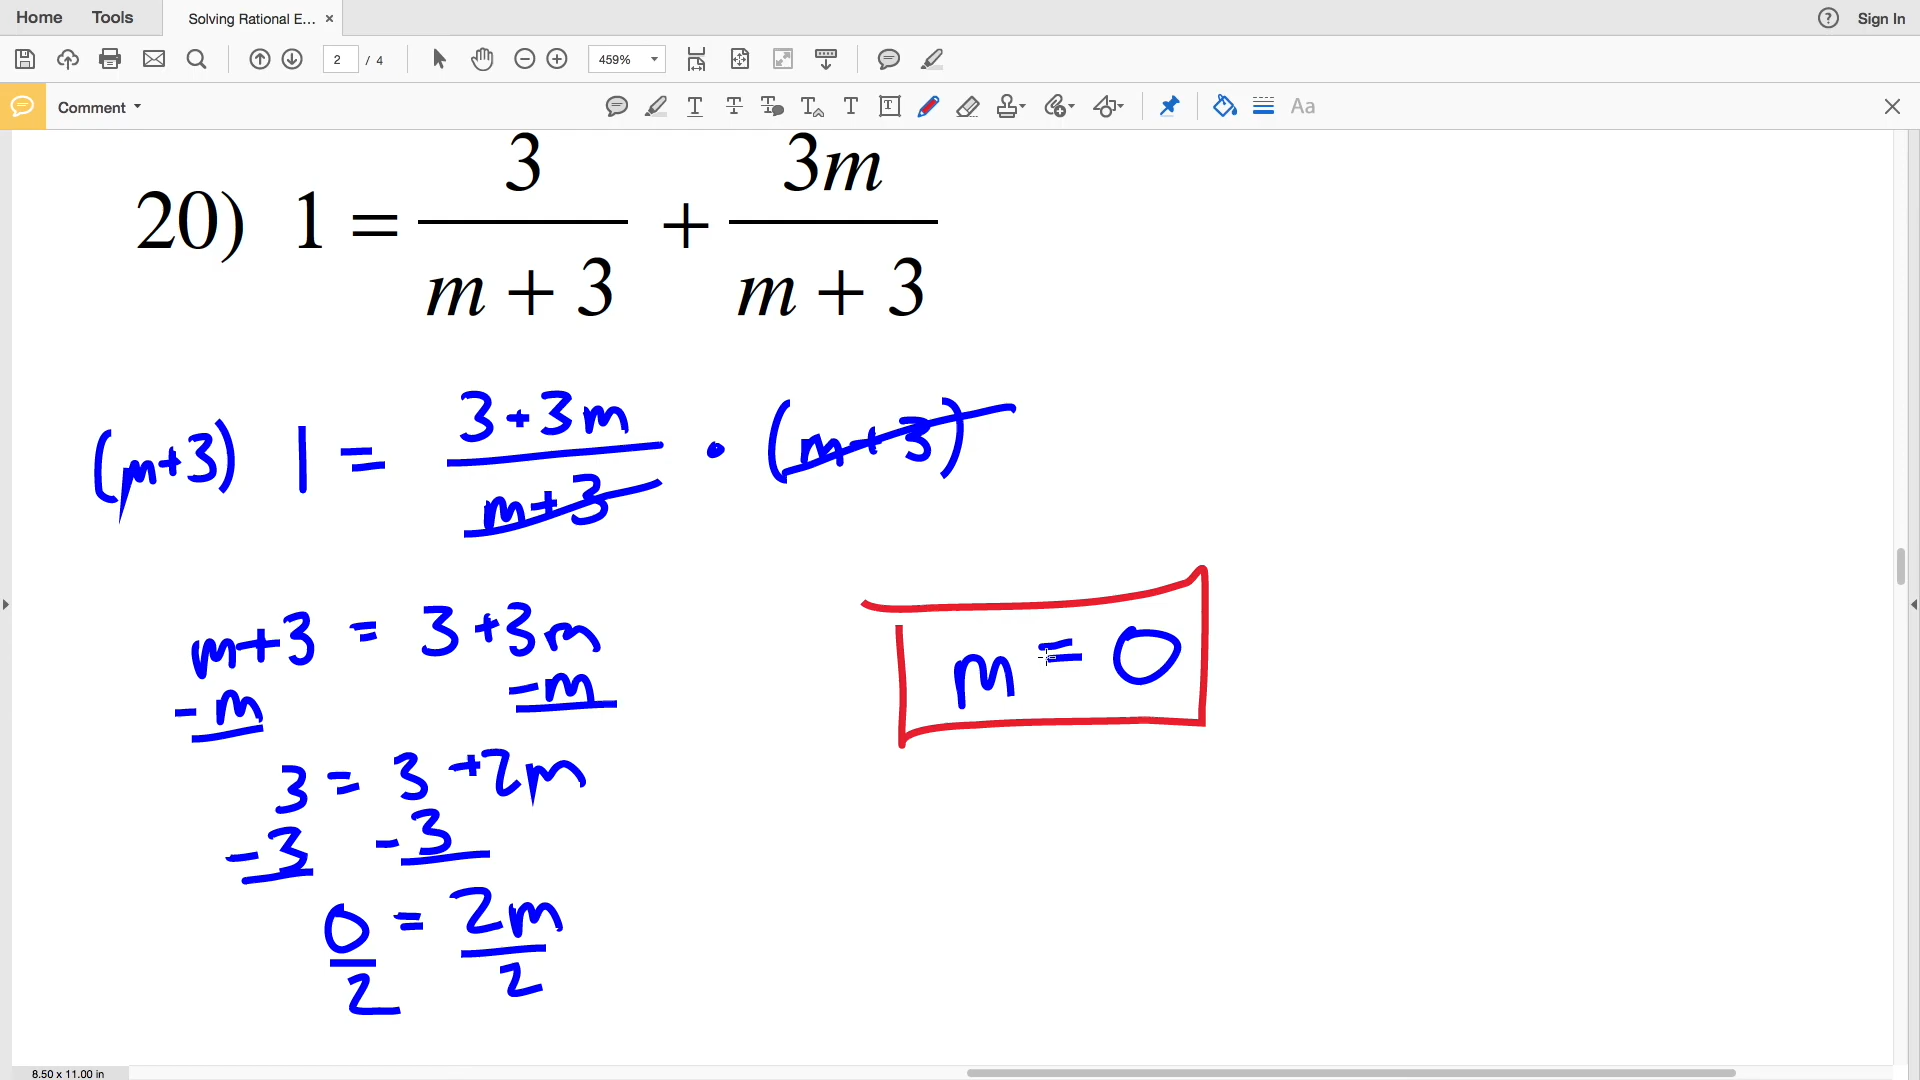 Home Tools Solving Rational E... × ? Sign In
2 / 4 459%
Comment T T T T T T Aa
20) 1 = 3/(m + 3) + 3m/(m + 3)
(m+3) 1 = (3+3m)/(m+3) · (m+3)
m+3 = 3+3m
-m -m
3 = 3+2m
-3 -3
0/2 = 2m/2
m = 0
8.50 x 11.00 in